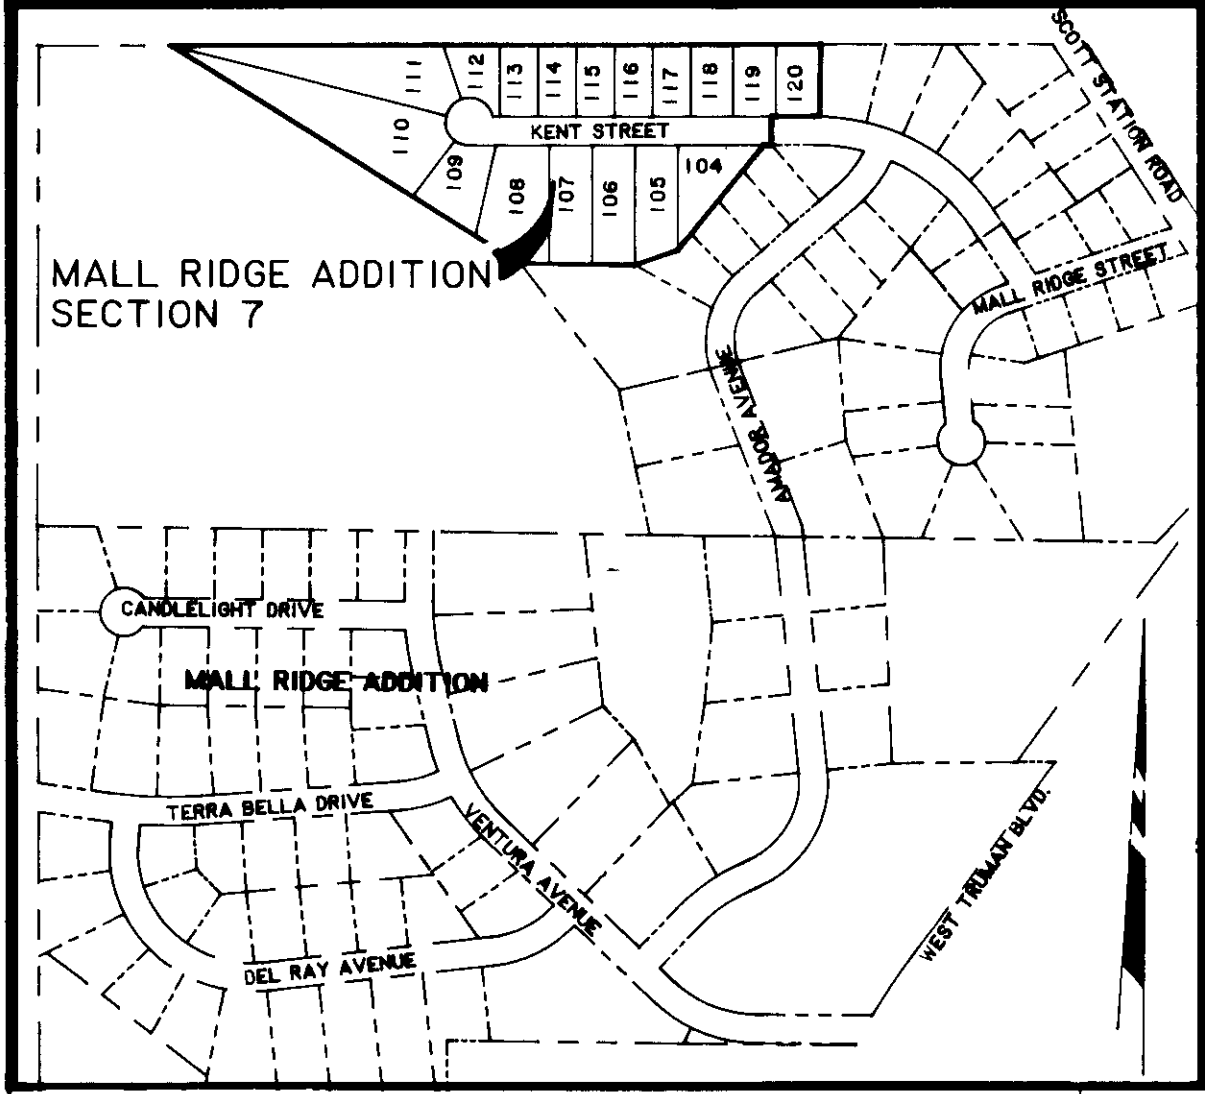 SCOTT STATION ROAD
111
112
113
114
115
116
117
118
119
120
110
KENT STREET
109
108
107
106
105
104
MALL RIDGE ADDITION
SECTION 7
MALL RIDGE STREET
AMADOR AVENUE
CANDLELIGHT DRIVE
MALL RIDGE ADDITION
TERRA BELLA DRIVE
VENTURA AVENUE
WEST TRUMAN BLVD.
DEL RAY AVENUE